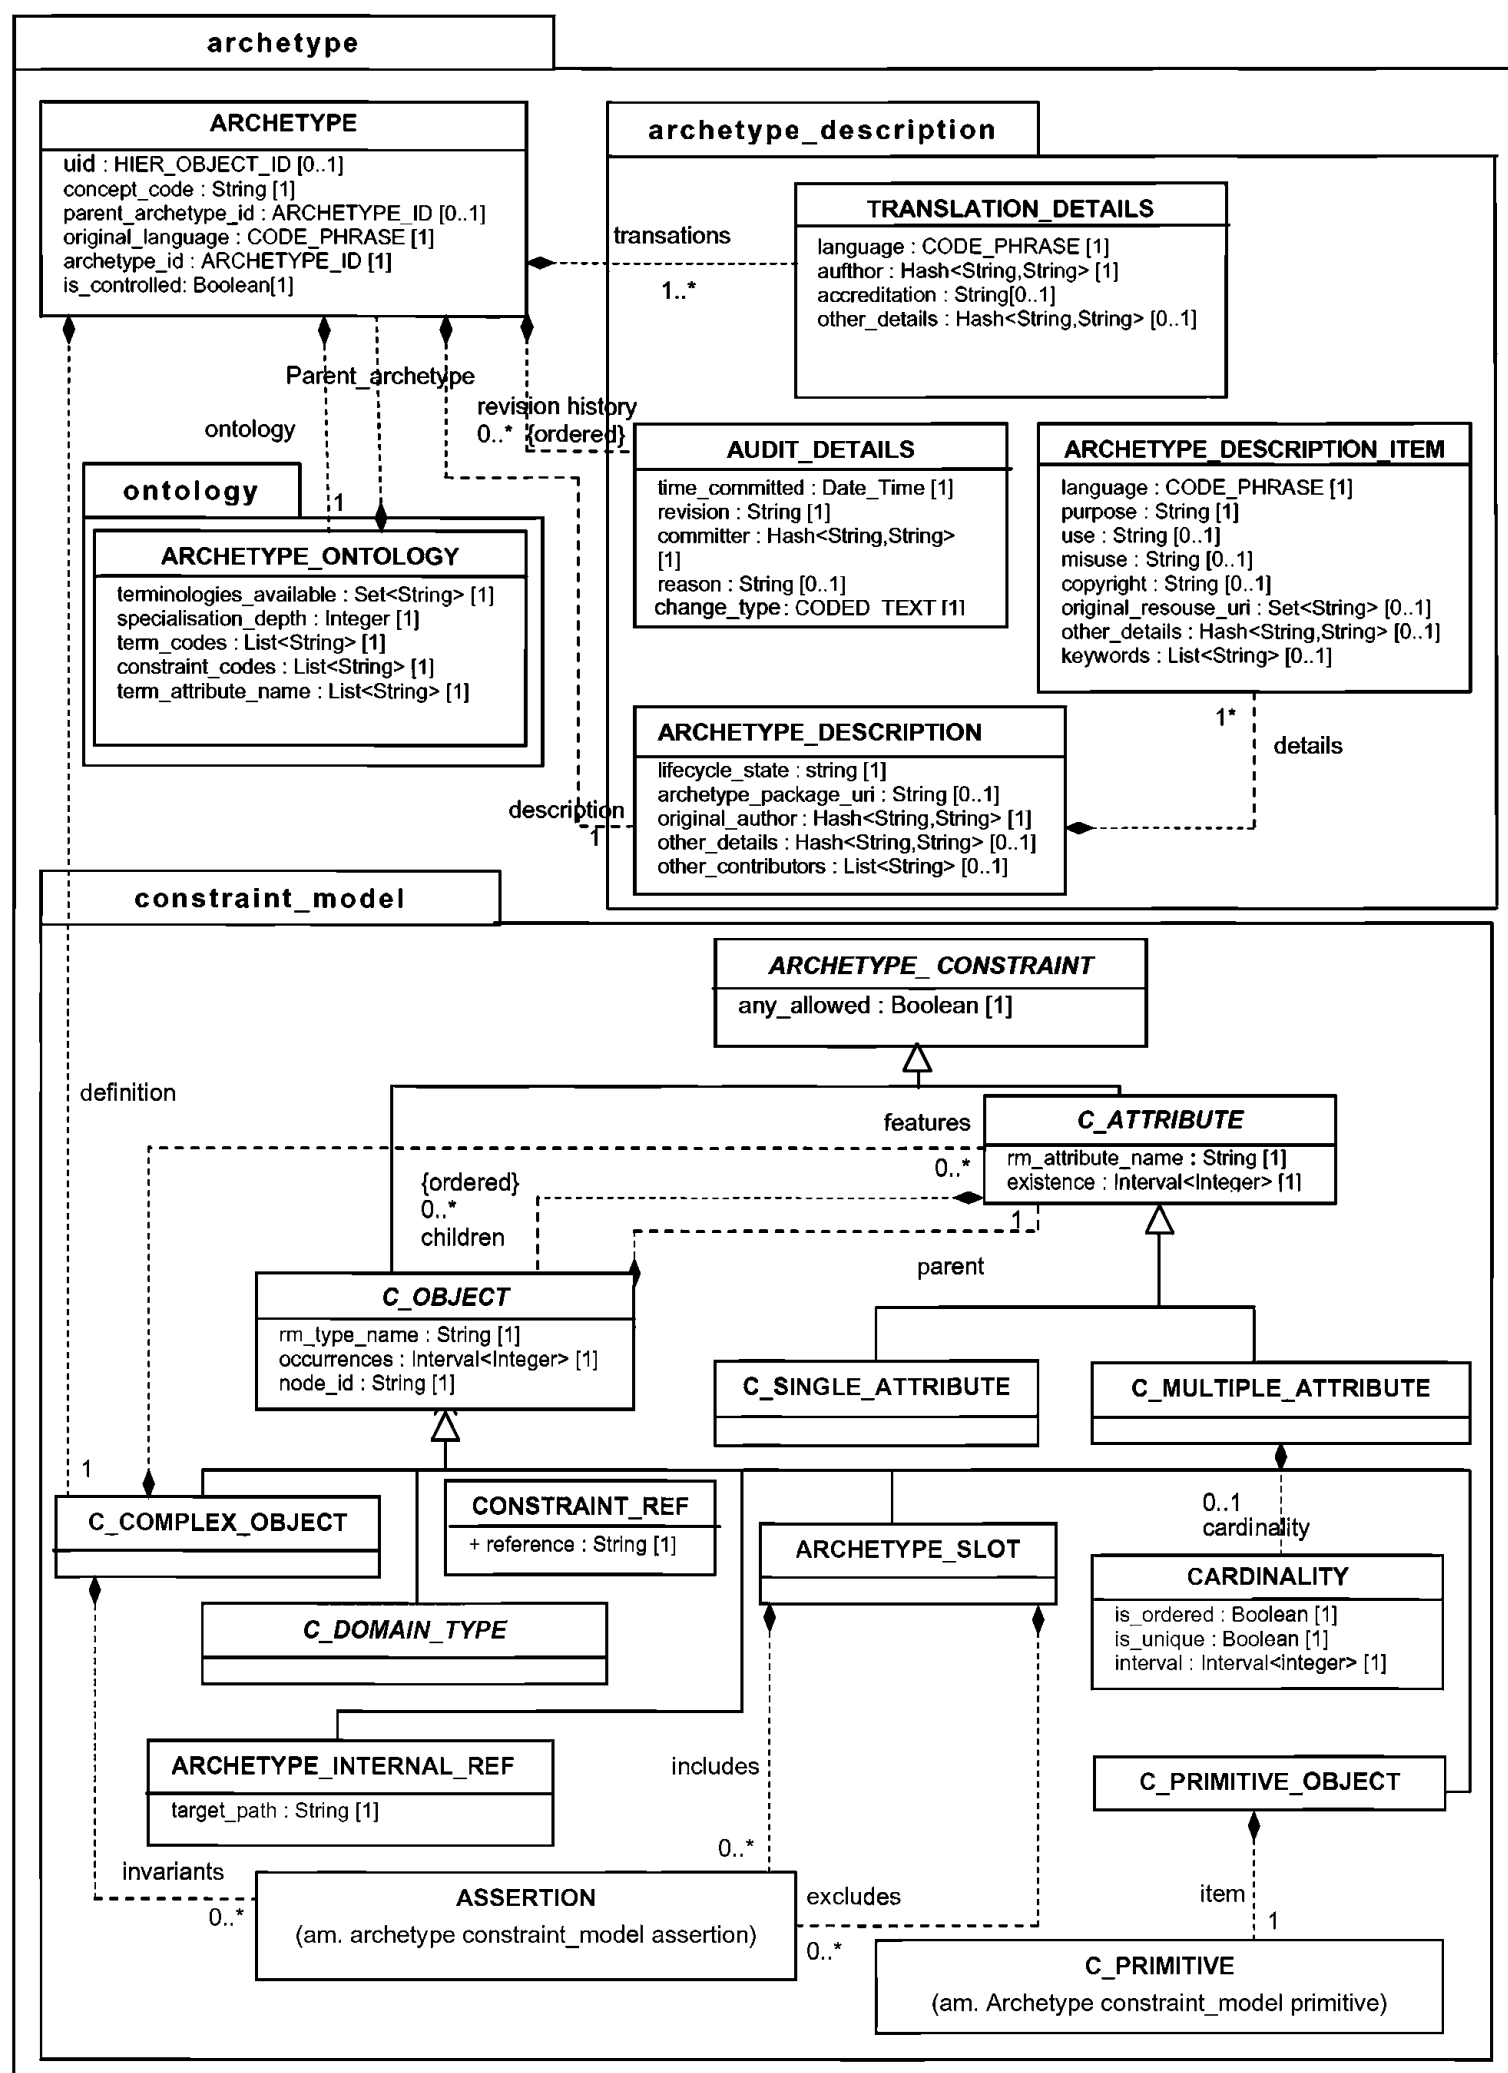 archetype
ARCHETYPE
uid : HIER_OBJECT_ID [0..1]
concept_code : String [1]
parent_archetype_id : ARCHETYPE_ID [0..1]
original_language : CODE_PHRASE [1]
archetype_id : ARCHETYPE_ID [1]
is_controlled: Boolean[1]
archetype_description
transations
1..*
TRANSLATION_DETAILS
language : CODE_PHRASE [1]
aufthor : Hash<String,String> [1]
accreditation : String[0..1]
other_details : Hash<String,String> [0..1]
Parent_archetype
revision history
0..* {ordered}
ontology
1
ontology
ARCHETYPE_ONTOLOGY
terminologies_available : Set<String> [1]
specialisation_depth : Integer [1]
term_codes : List<String> [1]
constraint_codes : List<String> [1]
term_attribute_name : List<String> [1]
AUDIT_DETAILS
time_committed : Date_Time [1]
revision : String [1]
committer : Hash<String,String>
[1]
reason : String [0..1]
change_type : CODED_TEXT [1]
ARCHETYPE_DESCRIPTION_ITEM
language : CODE_PHRASE [1]
purpose : String [1]
use : String [0..1]
misuse : String [0..1]
copyright : String [0..1]
original_resouse_uri : Set<String> [0..1]
other_details : Hash<String,String> [0..1]
keywords : List<String> [0..1]
1*
details
description
1
ARCHETYPE_DESCRIPTION
lifecycle_state : string [1]
archetype_package_uri : String [0..1]
original_author : Hash<String,String> [1]
other_details : Hash<String,String> [0..1]
other_contributors : List<String> [0..1]
constraint_model
ARCHETYPE_ CONSTRAINT
any_allowed : Boolean [1]
definition
features
0..*
C_ATTRIBUTE
rm_attribute_name : String [1]
existence : Interval<Integer> [1]
{ordered}
0..*
children
1
parent
C_OBJECT
rm_type_name : String [1]
occurrences : Interval<Integer> [1]
node_id : String [1]
C_SINGLE_ATTRIBUTE
C_MULTIPLE_ATTRIBUTE
1
C_COMPLEX_OBJECT
CONSTRAINT_REF
+ reference : String [1]
ARCHETYPE_SLOT
0..1
cardinality
CARDINALITY
is_ordered : Boolean [1]
is_unique : Boolean [1]
interval : Interval<integer> [1]
C_DOMAIN_TYPE
ARCHETYPE_INTERNAL_REF
target_path : String [1]
includes
0..*
C_PRIMITIVE_OBJECT
invariants
0..*
ASSERTION
(am. archetype constraint_model assertion)
excludes
0..*
item
1
C_PRIMITIVE
(am. Archetype constraint_model primitive)